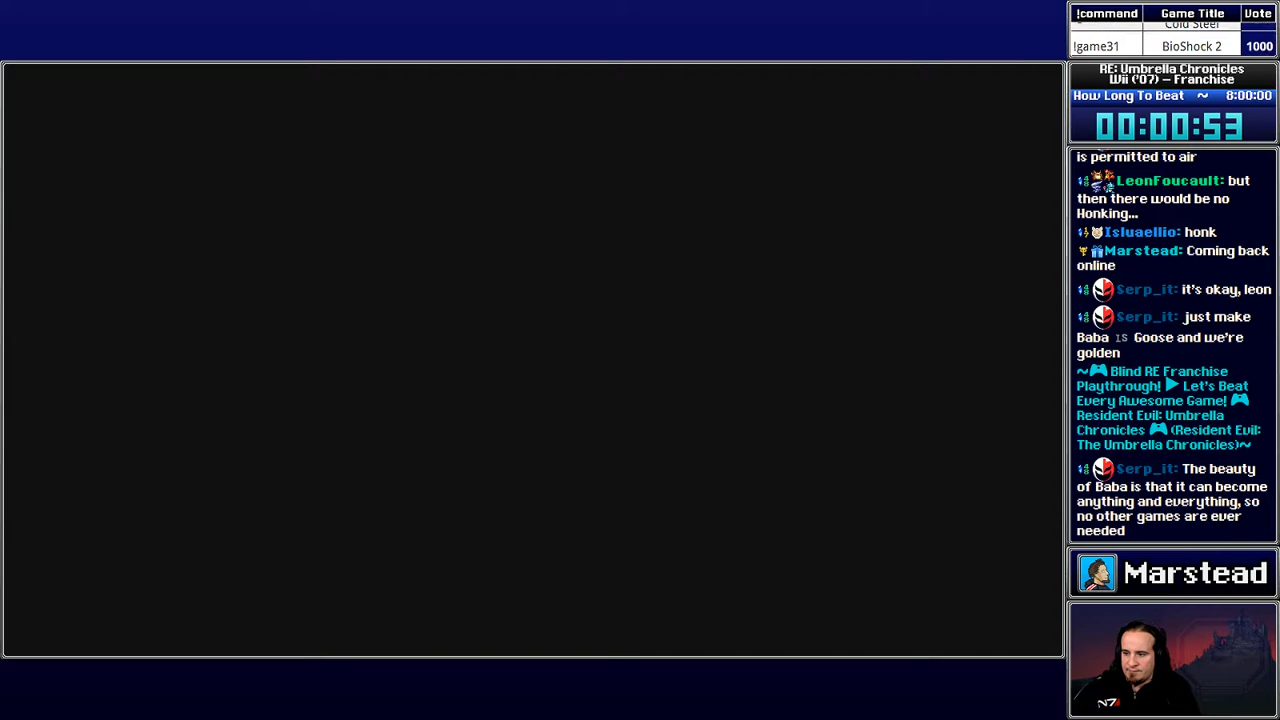 !command Game Title Vote
Cold Steel
!game31 BioShock 2 1000
RE: Umbrella Chronicles
Wii ('07) – Franchise
How Long To Beat ~ 8:00:00
00:00:53
is permitted to air
LeonFoucault: but
then there would be no
Honking...
Isluaellio: honk
Marstead: Coming back
online
Serp_it: it's okay, leon
Serp_it: just make
Baba IS Goose and we're
golden
~🎮 Blind RE Franchise
Playthrough! ▶ Let's Beat
Every Awesome Game! 🎮
Resident Evil: Umbrella
Chronicles 🎮 (Resident Evil:
The Umbrella Chronicles)~
Serp_it: The beauty
of Baba is that it can become
anything and everything, so
no other games are ever
needed
Marstead
N7